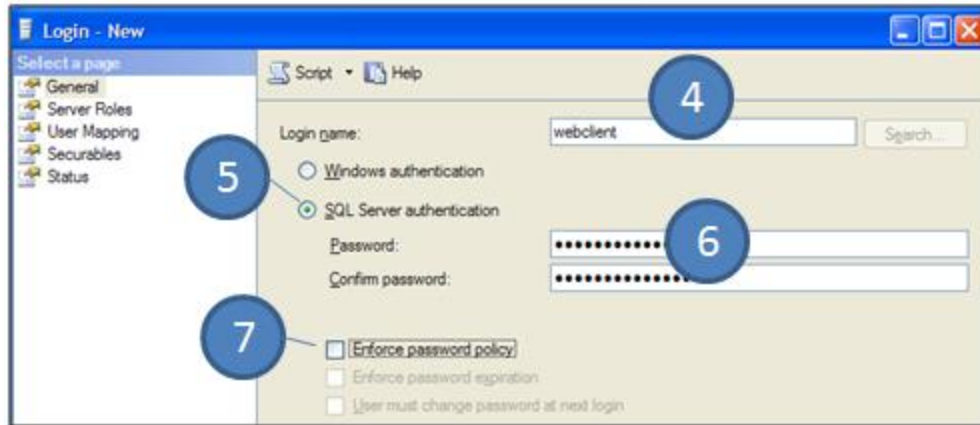 Login - New
Select a page
General
Server Roles
User Mapping
Securables
Status
Script Help
4
Login name: webclient Search...
Windows authentication
5
SQL Server authentication
Password:
6
Confirm password:
7
Enforce password policy
Enforce password expiration
User must change password at next login